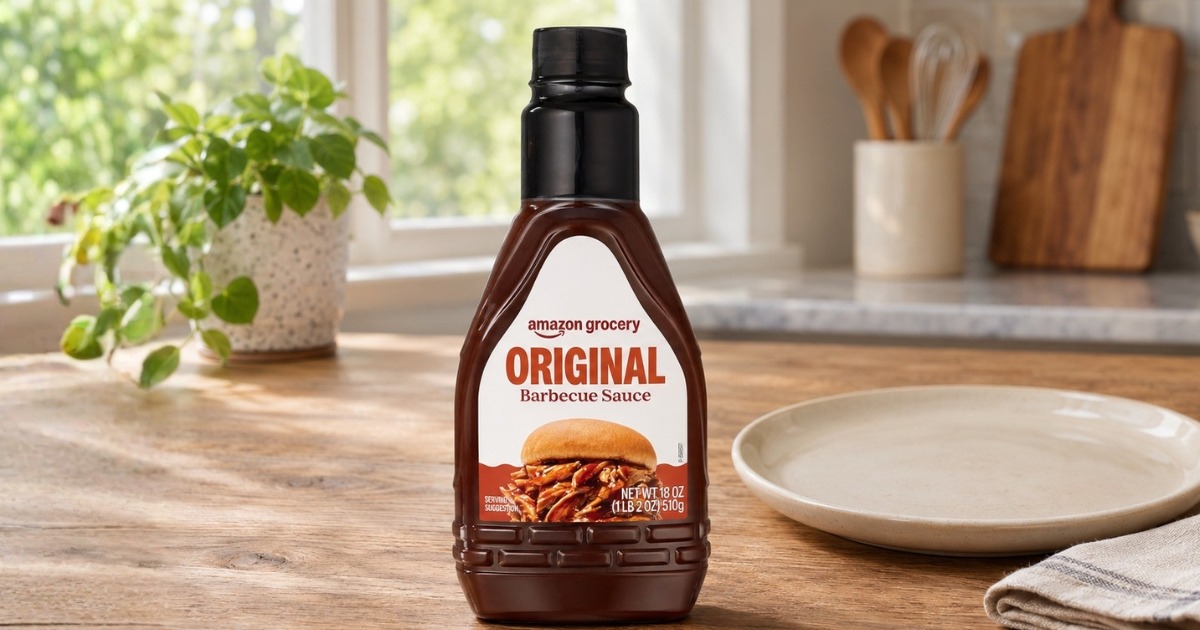 amazon grocery
ORIGINAL
Barbecue Sauce
SERVING
SUGGESTION
NET WT 18 OZ
(1 LB 2 OZ) 510g